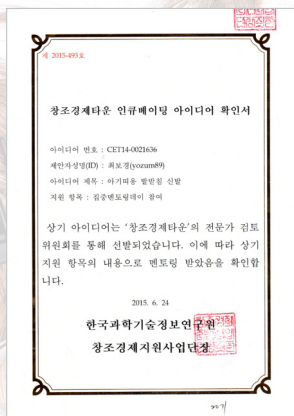 제 2015-493호
창조경제타운 인큐베이팅 아이디어 확인서
아이디어 번호 : CET14-0021636
제안자성명(ID) : 최보경(yozum89)
아이디어 제목 : 아기띠용 발받침 신발
지원 항목 : 집중멘토링데이 참여
상기 아이디어는 '창조경제타운'의 전문가 검토
위원회를 통해 선발되었습니다. 이에 따라 상기
지원 항목의 내용으로 멘토링 받았음을 확인합
니다.
2015. 6. 24
한국과학기술정보연구원
창조경제지원사업단장